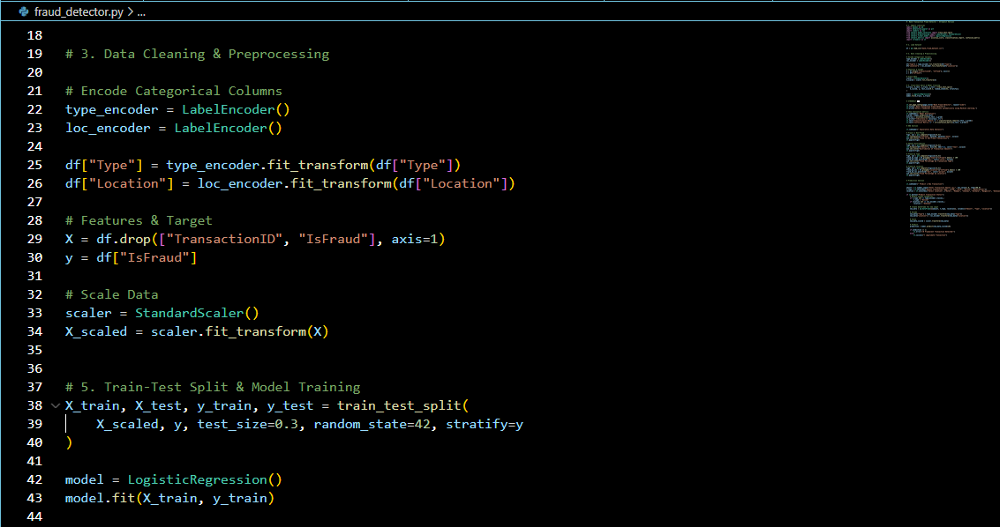 fraud_detector.py > ...
18
19 # 3. Data Cleaning & Preprocessing
20
21 # Encode Categorical Columns
22 type_encoder = LabelEncoder()
23 loc_encoder = LabelEncoder()
24
25 df["Type"] = type_encoder.fit_transform(df["Type"])
26 df["Location"] = loc_encoder.fit_transform(df["Location"])
27
28 # Features & Target
29 X = df.drop(["TransactionID", "IsFraud"], axis=1)
30 y = df["IsFraud"]
31
32 # Scale Data
33 scaler = StandardScaler()
34 X_scaled = scaler.fit_transform(X)
35
36
37 # 5. Train-Test Split & Model Training
38 X_train, X_test, y_train, y_test = train_test_split(
39     X_scaled, y, test_size=0.3, random_state=42, stratify=y
40 )
41
42 model = LogisticRegression()
43 model.fit(X_train, y_train)
44